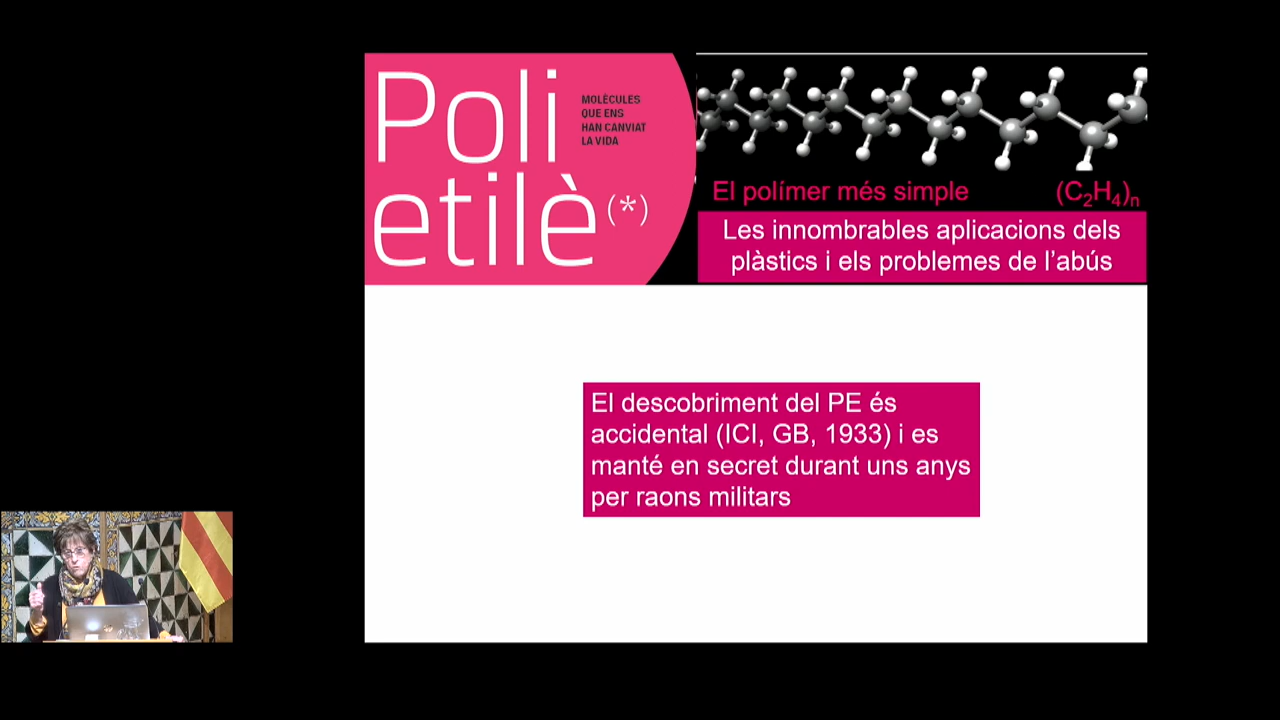 Poli
etilè(*)
MOLÈCULES
QUE ENS
HAN CANVIAT
LA VIDA
El polímer més simple (C₂H₄)ₙ
Les innombrables aplicacions dels
plàstics i els problemes de l'abús
El descobriment del PE és
accidental (ICI, GB, 1933) i es
manté en secret durant uns anys
per raons militars